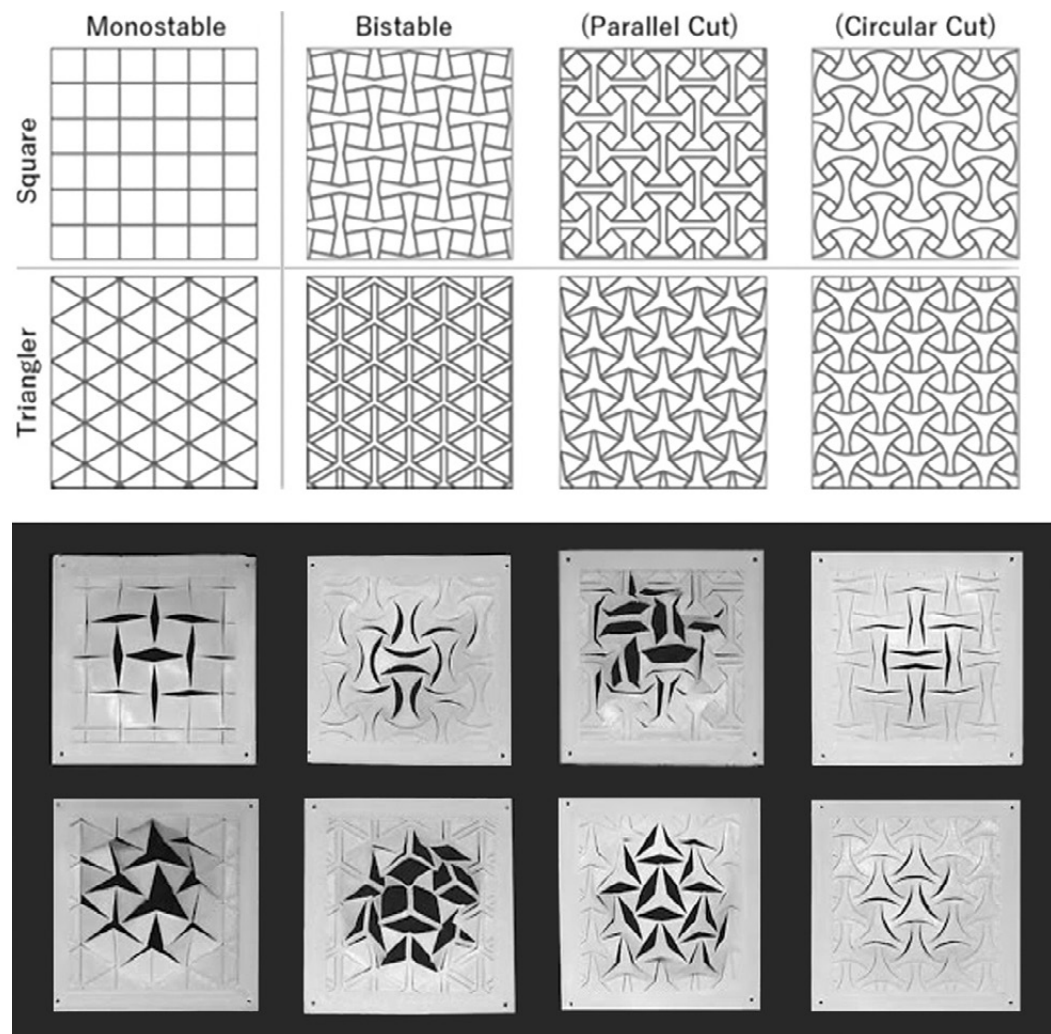 Monostable
Bistable
(Parallel Cut)
(Circular Cut)
Square
Triangler